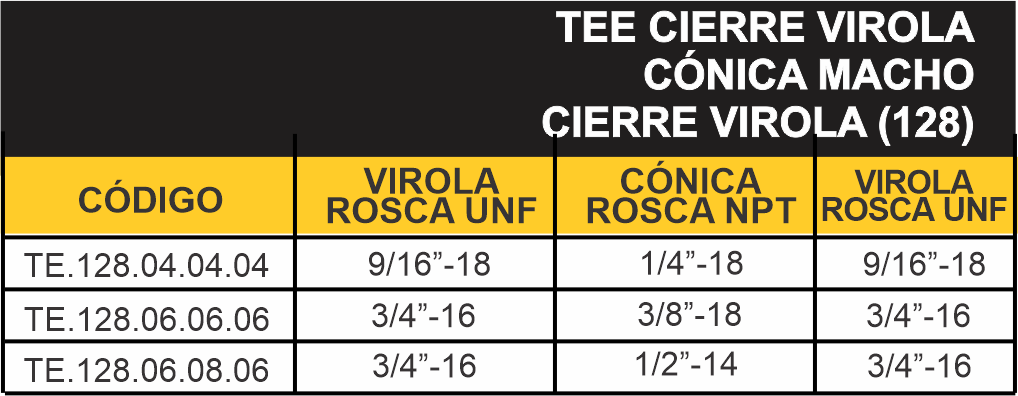 TEE CIERRE VIROLA
CÓNICA MACHO
CIERRE VIROLA (128)
CÓDIGO VIROLA ROSCA UNF CÓNICA ROSCA NPT VIROLA ROSCA UNF
TE.128.04.04.04 9/16”-18 1/4”-18 9/16”-18
TE.128.06.06.06 3/4”-16 3/8”-18 3/4”-16
TE.128.06.08.06 3/4”-16 1/2”-14 3/4”-16